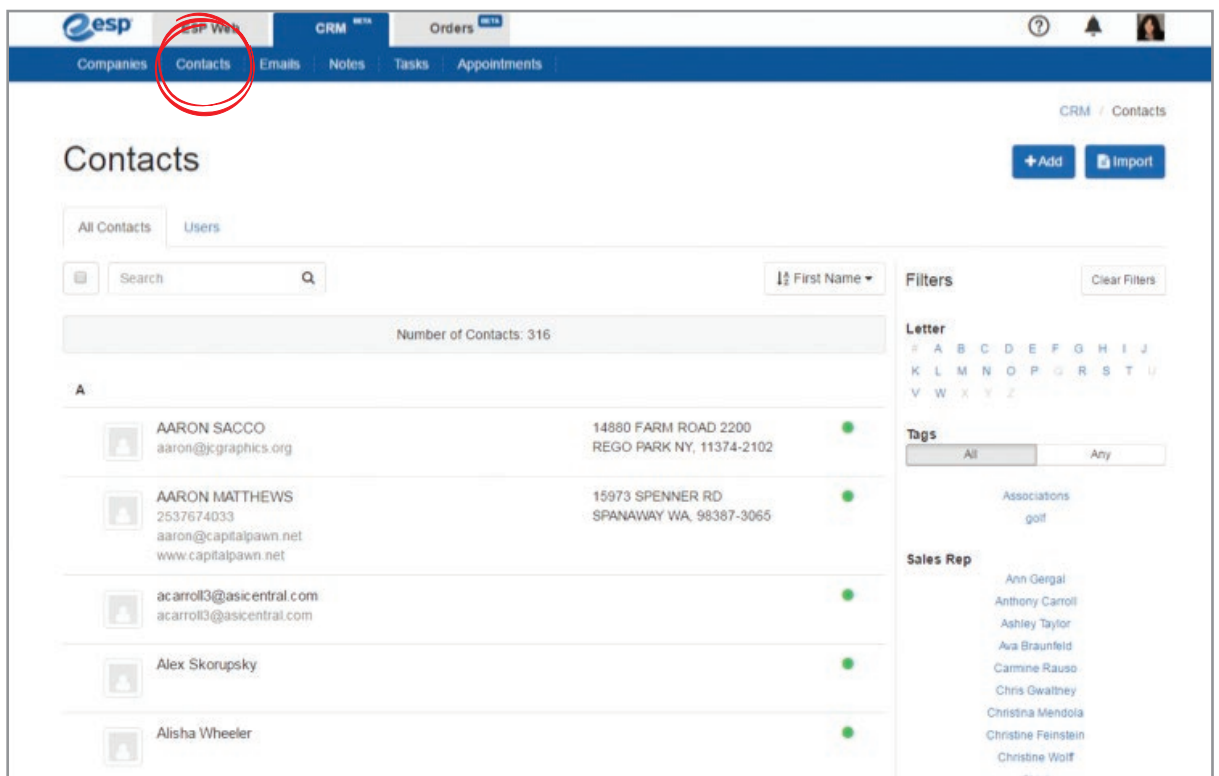 esp ESP Web CRM BETA Orders BETA
Companies Contacts Emails Notes Tasks Appointments
CRM / Contacts
Contacts
Add Import
All Contacts Users
Search First Name Filters Clear Filters
Number of Contacts: 316
Letter
# A B C D E F G H I J
K L M N O P Q R S T U
V W X Y Z
A
AARON SACCO 14880 FARM ROAD 2200
aaron@jcgraphics.org REGO PARK NY, 11374-2102
Tags
All Any
AARON MATTHEWS 15973 SPENNER RD
2537674033 SPANAWAY WA, 98387-3065
aaron@capitalpawn.net
www.capitalpawn.net
Associations
golf
Sales Rep
acarroll3@asicentral.com
acarroll3@asicentral.com
Alex Skorupsky
Alisha Wheeler
Ann Gergal
Anthony Carroll
Ashley Taylor
Ava Braunfeld
Carmine Rauso
Chris Gwaltney
Christina Mendola
Christine Feinstein
Christine Wolff